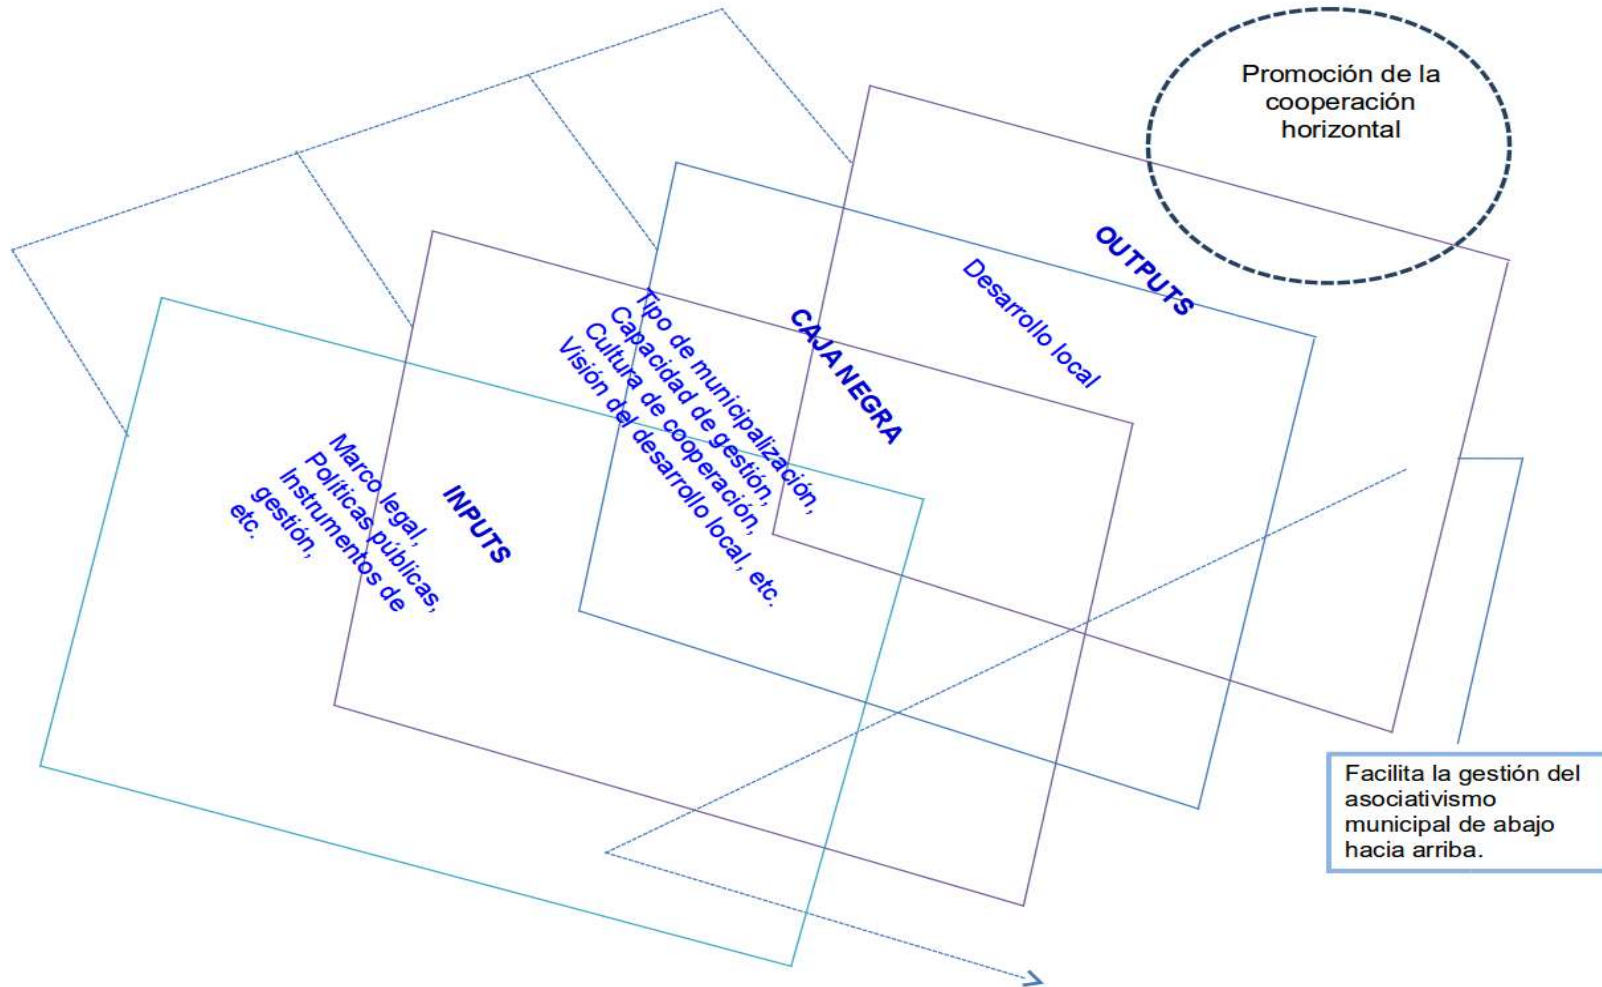 Promoción de la
cooperación
horizontal
OUTPUTS
Desarrollo local
CAJA NEGRA
Tipo de municipalización,
Capacidad de gestión,
Cultura de cooperación,
Visión del desarrollo local, etc.
INPUTS
Marco legal,
Políticas públicas,
Instrumentos de
gestión,
etc.
Facilita la gestión del
asociativismo
municipal de abajo
hacia arriba.